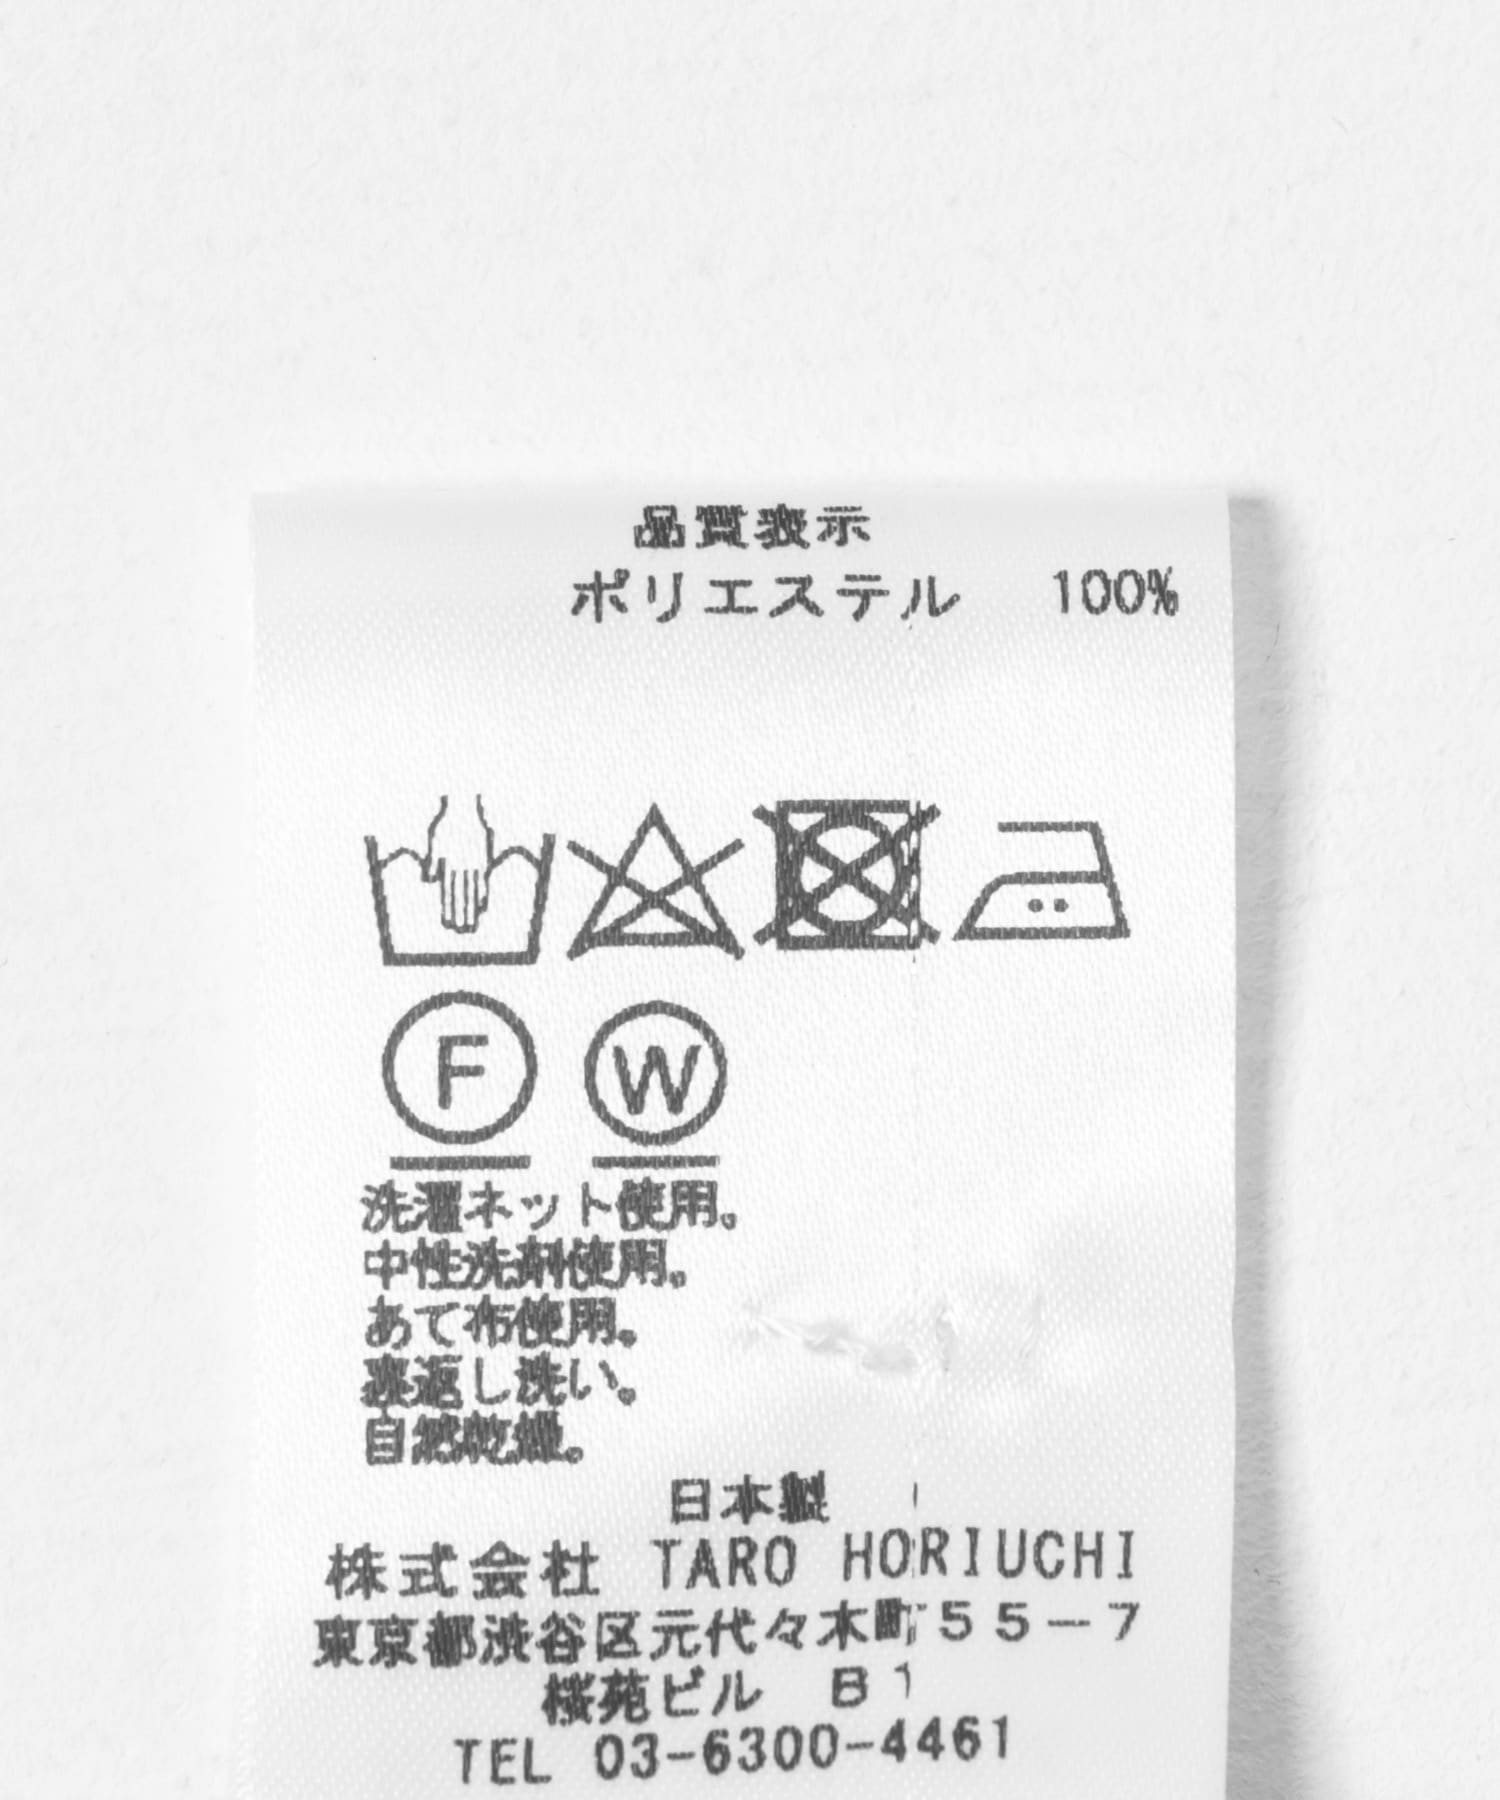 品質表示
ポリエステル 100%
F W
洗濯ネット使用。
中性洗剤使用。
あて布使用。
裏返し洗い。
自然乾燥。
日本製
株式会社 TARO HORIUCHI
東京都渋谷区元代々木町55-7
桜苑ビル B1
TEL 03-6300-4461